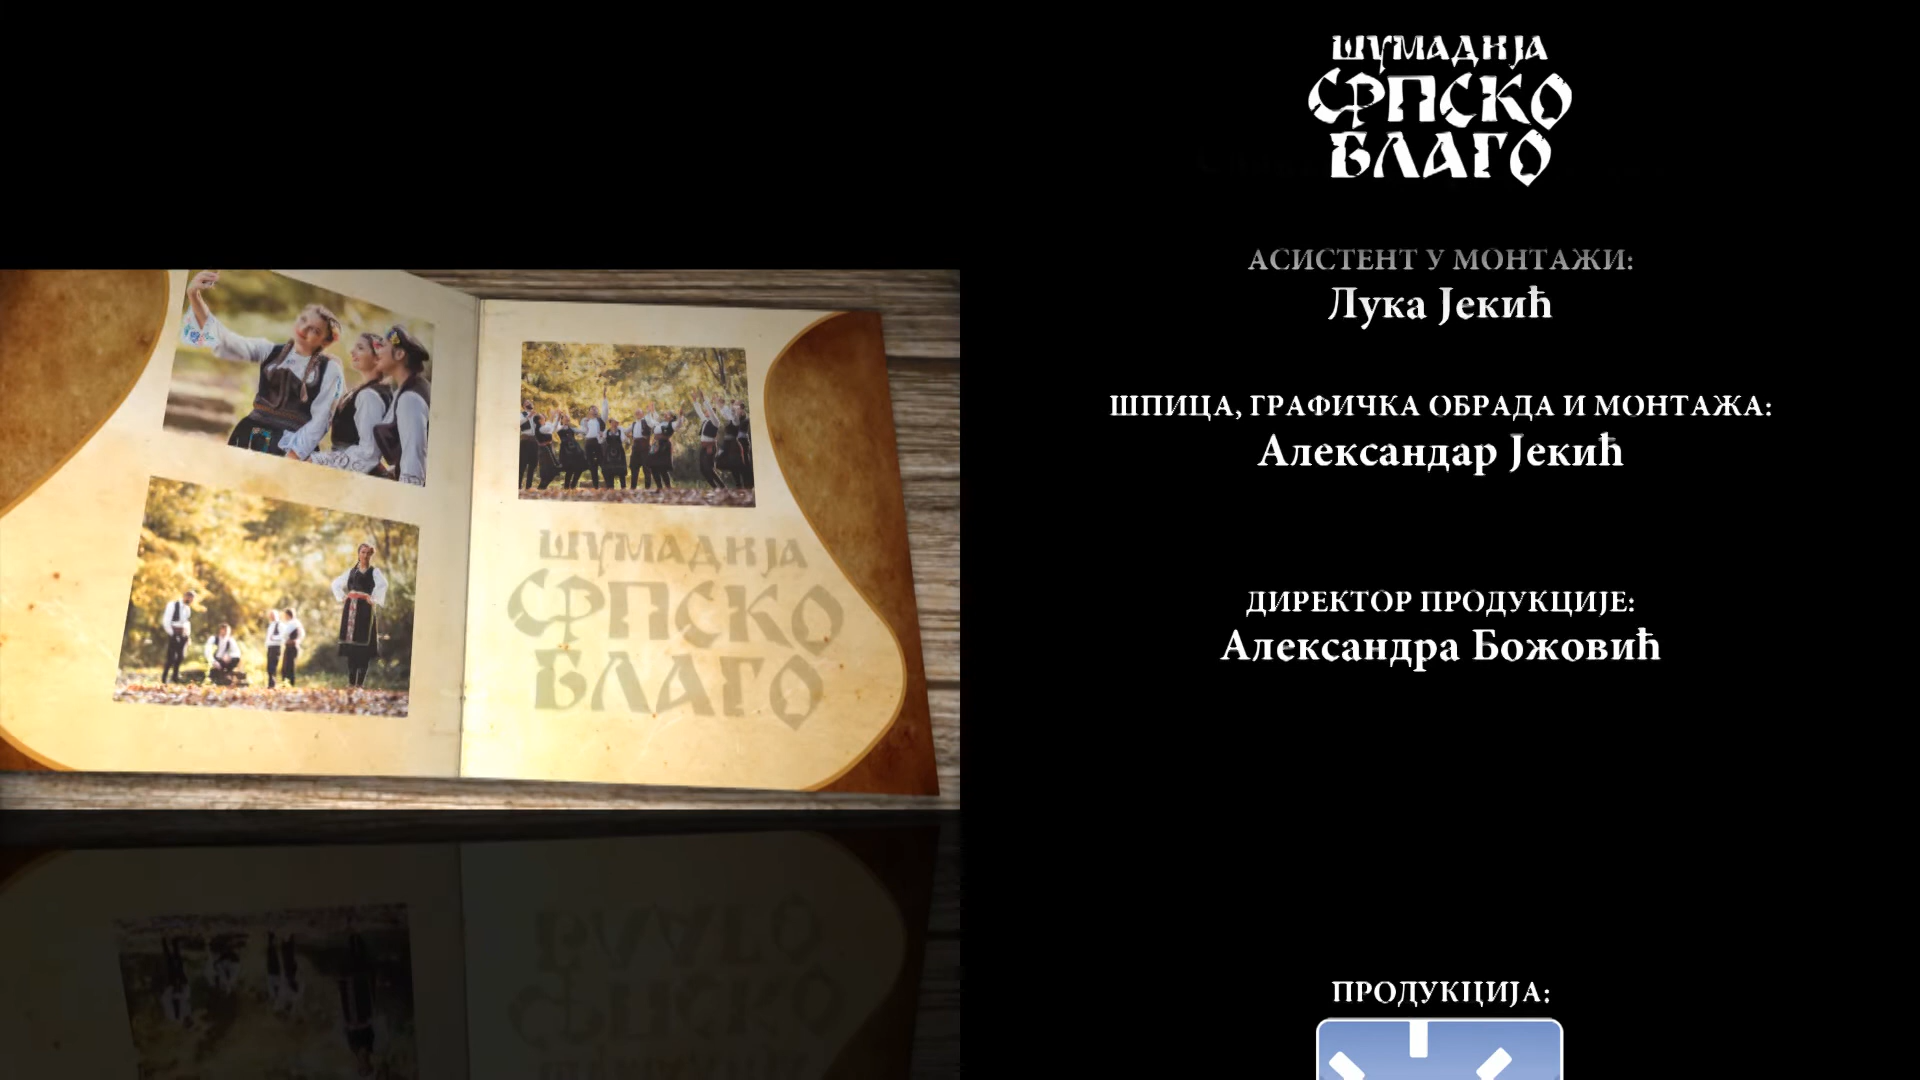 ШУМАДИЈА
СРПСКО
БЛАГО
ШУМАДИЈА
СРПСКО
БЛАГО
АСИСТЕНТ У МОНТАЖИ:
Лука Јекић
ШПИЦА, ГРАФИЧКА ОБРАДА И МОНТАЖА:
Александар Јекић
ДИРЕКТОР ПРОДУКЦИЈЕ:
Александра Божовић
ПРОДУКЦИЈА: